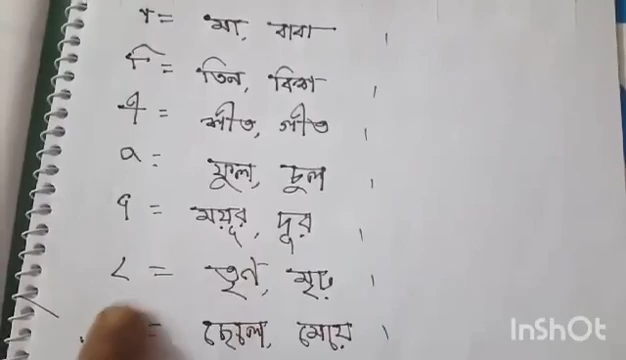 া = মা, বাবা ।
ি = তিন, বিল ।
ী = শীত, গীত ।
ু = ফুল, চুল ।
ূ = ময়ূর, দূর ।
ৃ = তৃণ, মৃদু ।
= ছেলে, মেয়ে ।
InShOt